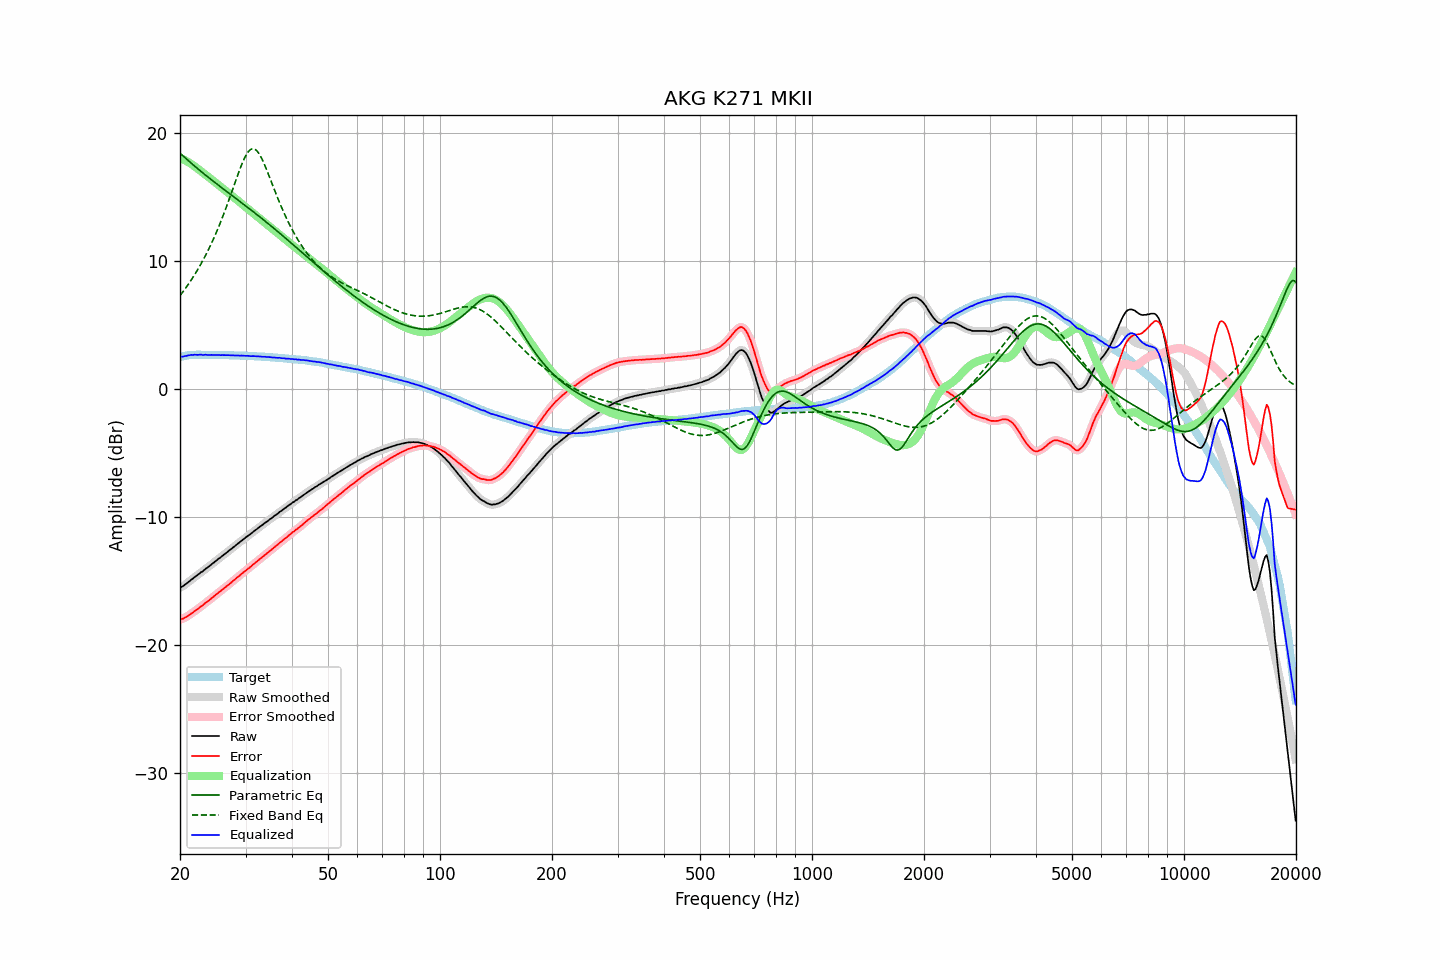 AKG K271 MKII
Amplitude (dBr)
20
10
0
−10
−20
−30
Target
Raw Smoothed
Error Smoothed
Raw
Error
Equalization
Parametric Eq
Fixed Band Eq
Equalized
20 50 100 200 500 1000 2000 5000 10000 20000
Frequency (Hz)